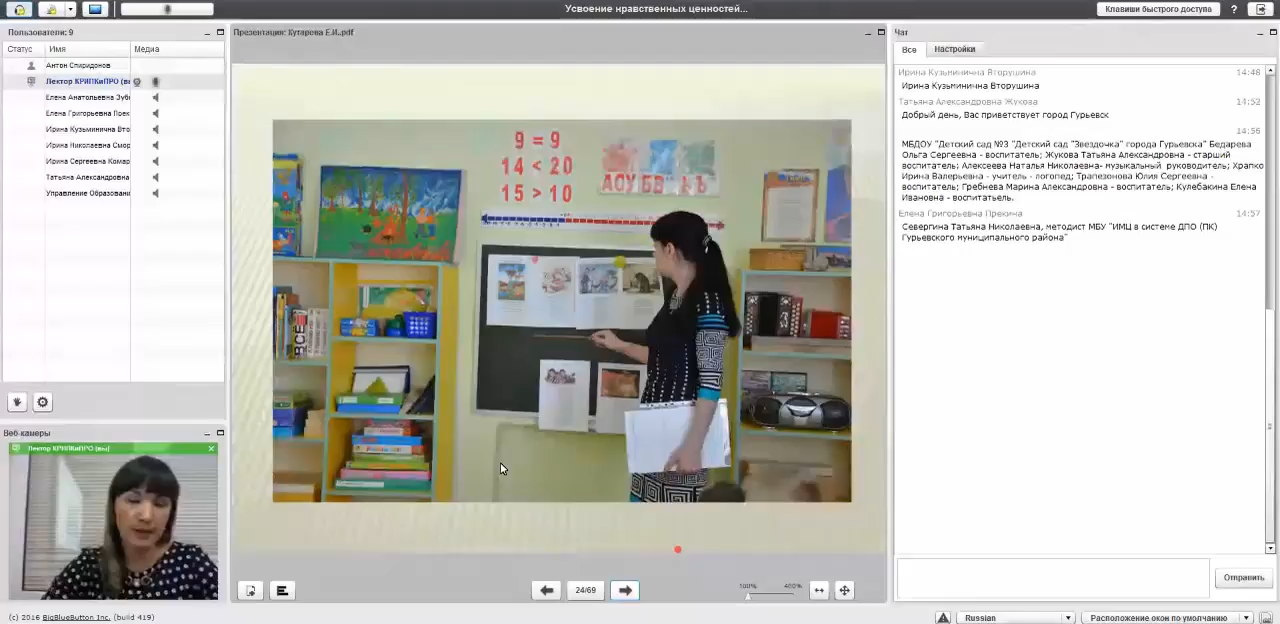 Усвоение нравственных ценностей...
Клавиши быстрого доступа
?
Пользователи: 9
Статус
Имя
Медиа
Антон Спиридонов
Лектор КРИПКиПРО (вы
Елена Анатольевна Зуб
Елена Григорьевна Прек
Ирина Кузьминична Вто
Ирина Николаевна Смор
Ирина Сергеевна Комар
Татьяна Александровна
Управление Образовани
Веб-камеры
Лектор КРИПКиПРО (вы)
Презентация: Кутарева Е.И..pdf
9 = 9
14 < 20
15 > 10
ВСЕ
24/69
100%
400%
Чат
Все
Настройки
Ирина Кузьминична Вторушина
14:48
Ирина Кузьминична Вторушина
Татьяна Александровна Жукова
14:52
Добрый день, Вас приветствует город Гурьевск
14:56
МБДОУ "Детский сад №3 "Детский сад "Звездочка" города Гурьевска" Бедарева
Ольга Сергеевна - воспитатель; Жукова Татьяна Александровна - старший
воспитатель; Алексеева Наталья Николаевна- музыкальный руководитель; Храпко
Ирина Валерьевна - учитель - логопед; Трапезонова Юлия Сергеевна -
воспитатель; Гребнева Марина Александровна - воспитатель; Кулебакина Елена
Ивановна - воспитатьель.
Елена Григорьевна Прекина
14:57
Севергина Татьяна Николаевна, методист МБУ "ИМЦ в системе ДПО (ПК)
Гурьевского муниципального района"
Отправить
(c) 2016 BigBlueButton Inc. (build 419)
Russian
Расположение окон по умолчанию